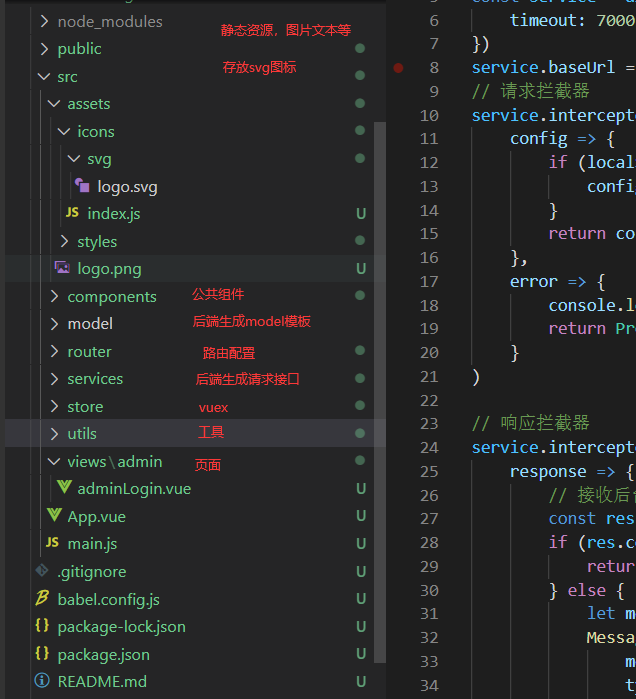 node_modules
静态资源，图片文本等
public
src
存放svg图标
assets
icons
svg
logo.svg
JS index.js U
styles
logo.png U
components 公共组件
model 后端生成model模板
router 路由配置
services 后端生成请求接口
store vuex
utils 工具
views\admin 页面
adminLogin.vue U
App.vue U
JS main.js U
.gitignore U
babel.config.js U
{} package-lock.json U
{} package.json U
README.md U
6 timeout: 7000
7 })
8 service.baseUrl =
9 // 请求拦截器
10 service.intercept
11 config => {
12 if (local
13 config
14 }
15 return co
16 },
17 error => {
18 console.l
19 return Pr
20 }
21 )
22
23 // 响应拦截器
24 service.intercept
25 response => {
26 // 接收后
27 const res
28 if (res.c
29 retur
30 } else {
31 let m
32 Messa
33 m
34 t